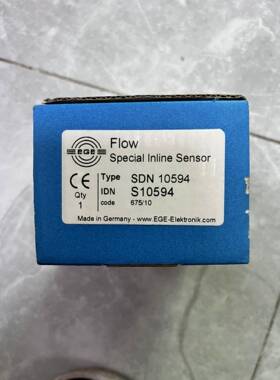 EGE
Flow
Special Inline Sensor
CE
Type SDN 10594
IDN S10594
Qty
1
code 675/10
Made in Germany - www.EGE-Elektronik.com